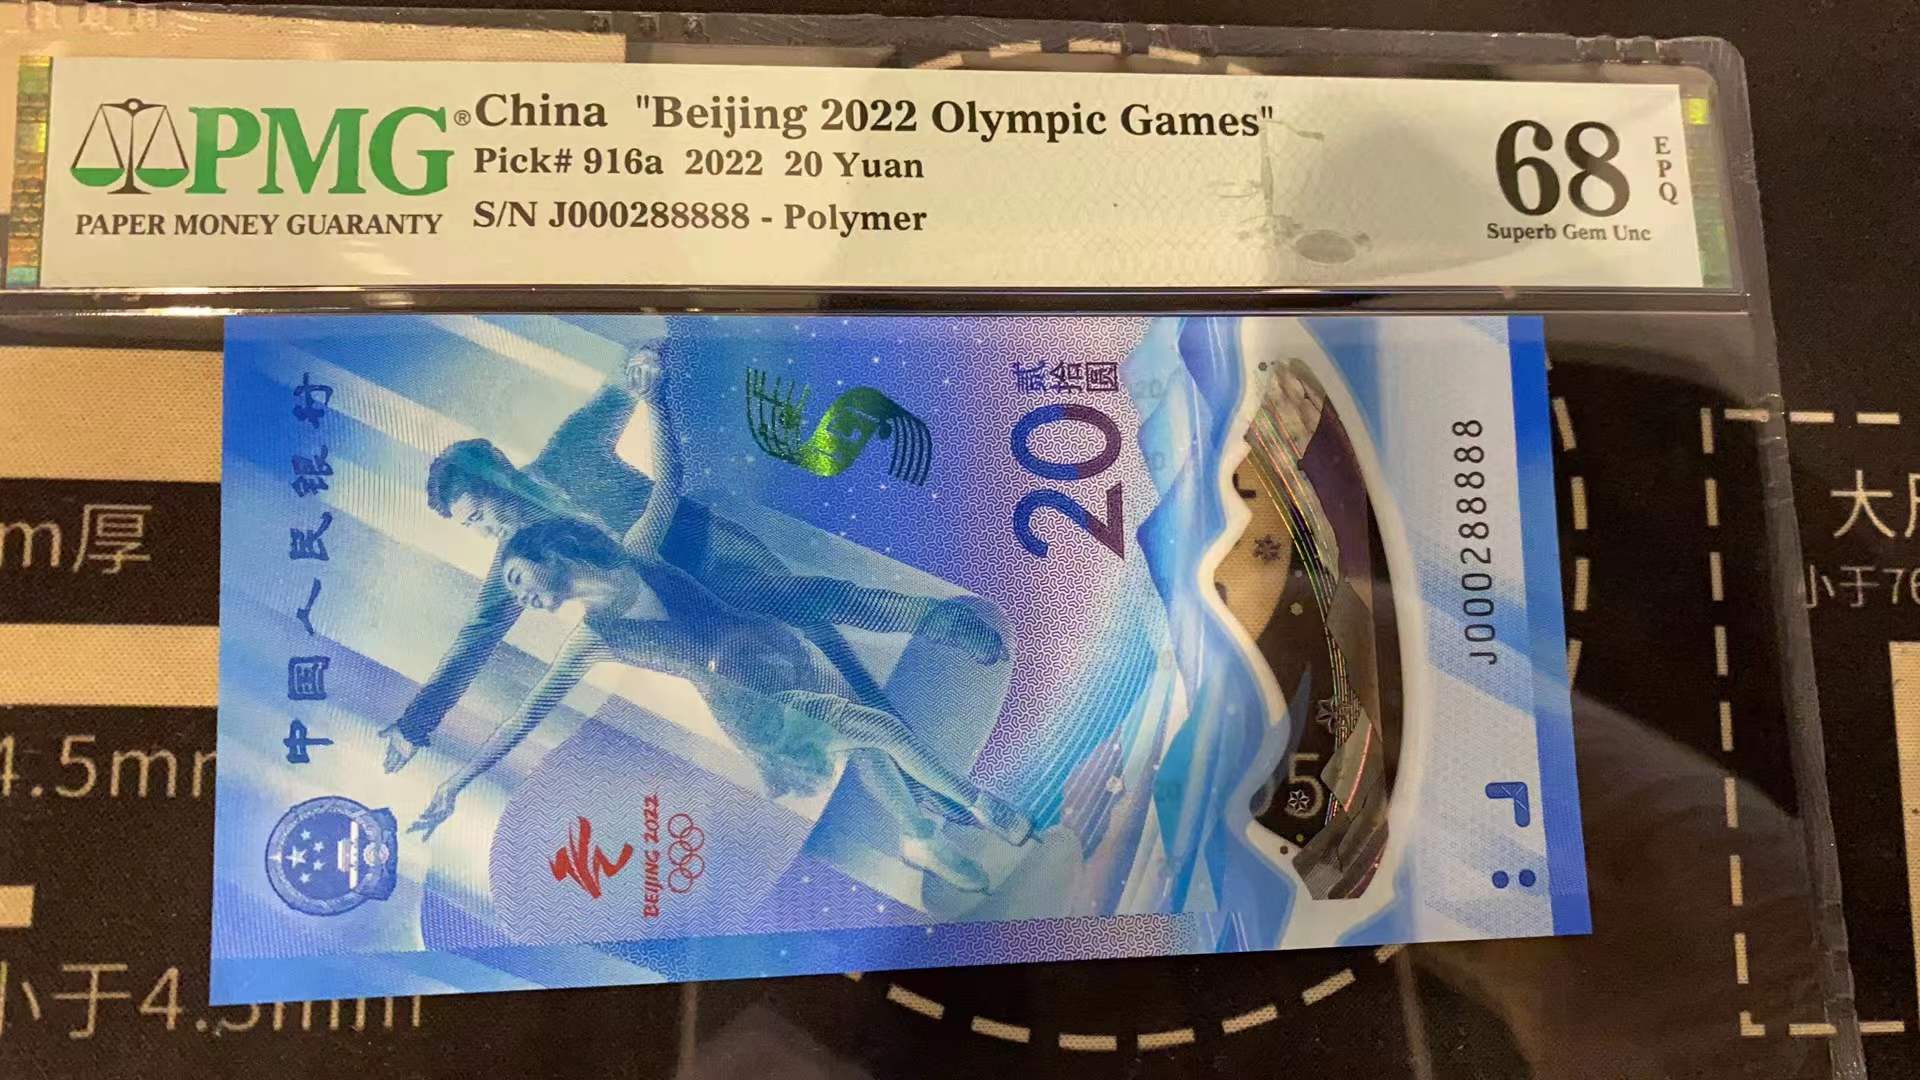 PMG®
PAPER MONEY GUARANTY
China "Beijing 2022 Olympic Games"
Pick# 916a 2022 20 Yuan
S/N J000288888 - Polymer
68
EPQ
Superb Gem Unc
中国人民银行
BEIJING 2022
贰拾圆
20
J000288888
m厚
4.5m
小于4.5mm
5
大
小于76